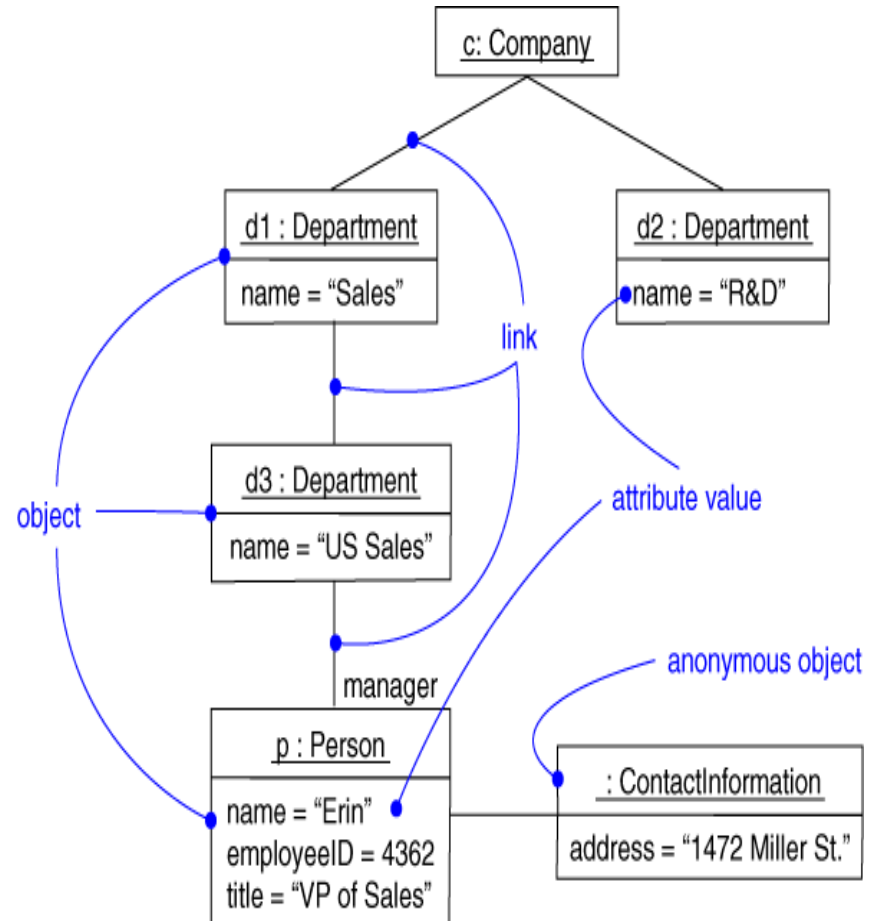 c: Company
d1 : Department
name = “Sales”
d2 : Department
name = “R&D”
link
d3 : Department
name = “US Sales”
object
attribute value
manager
anonymous object
p : Person
name = “Erin”
employeeID = 4362
title = “VP of Sales”
: ContactInformation
address = “1472 Miller St.”